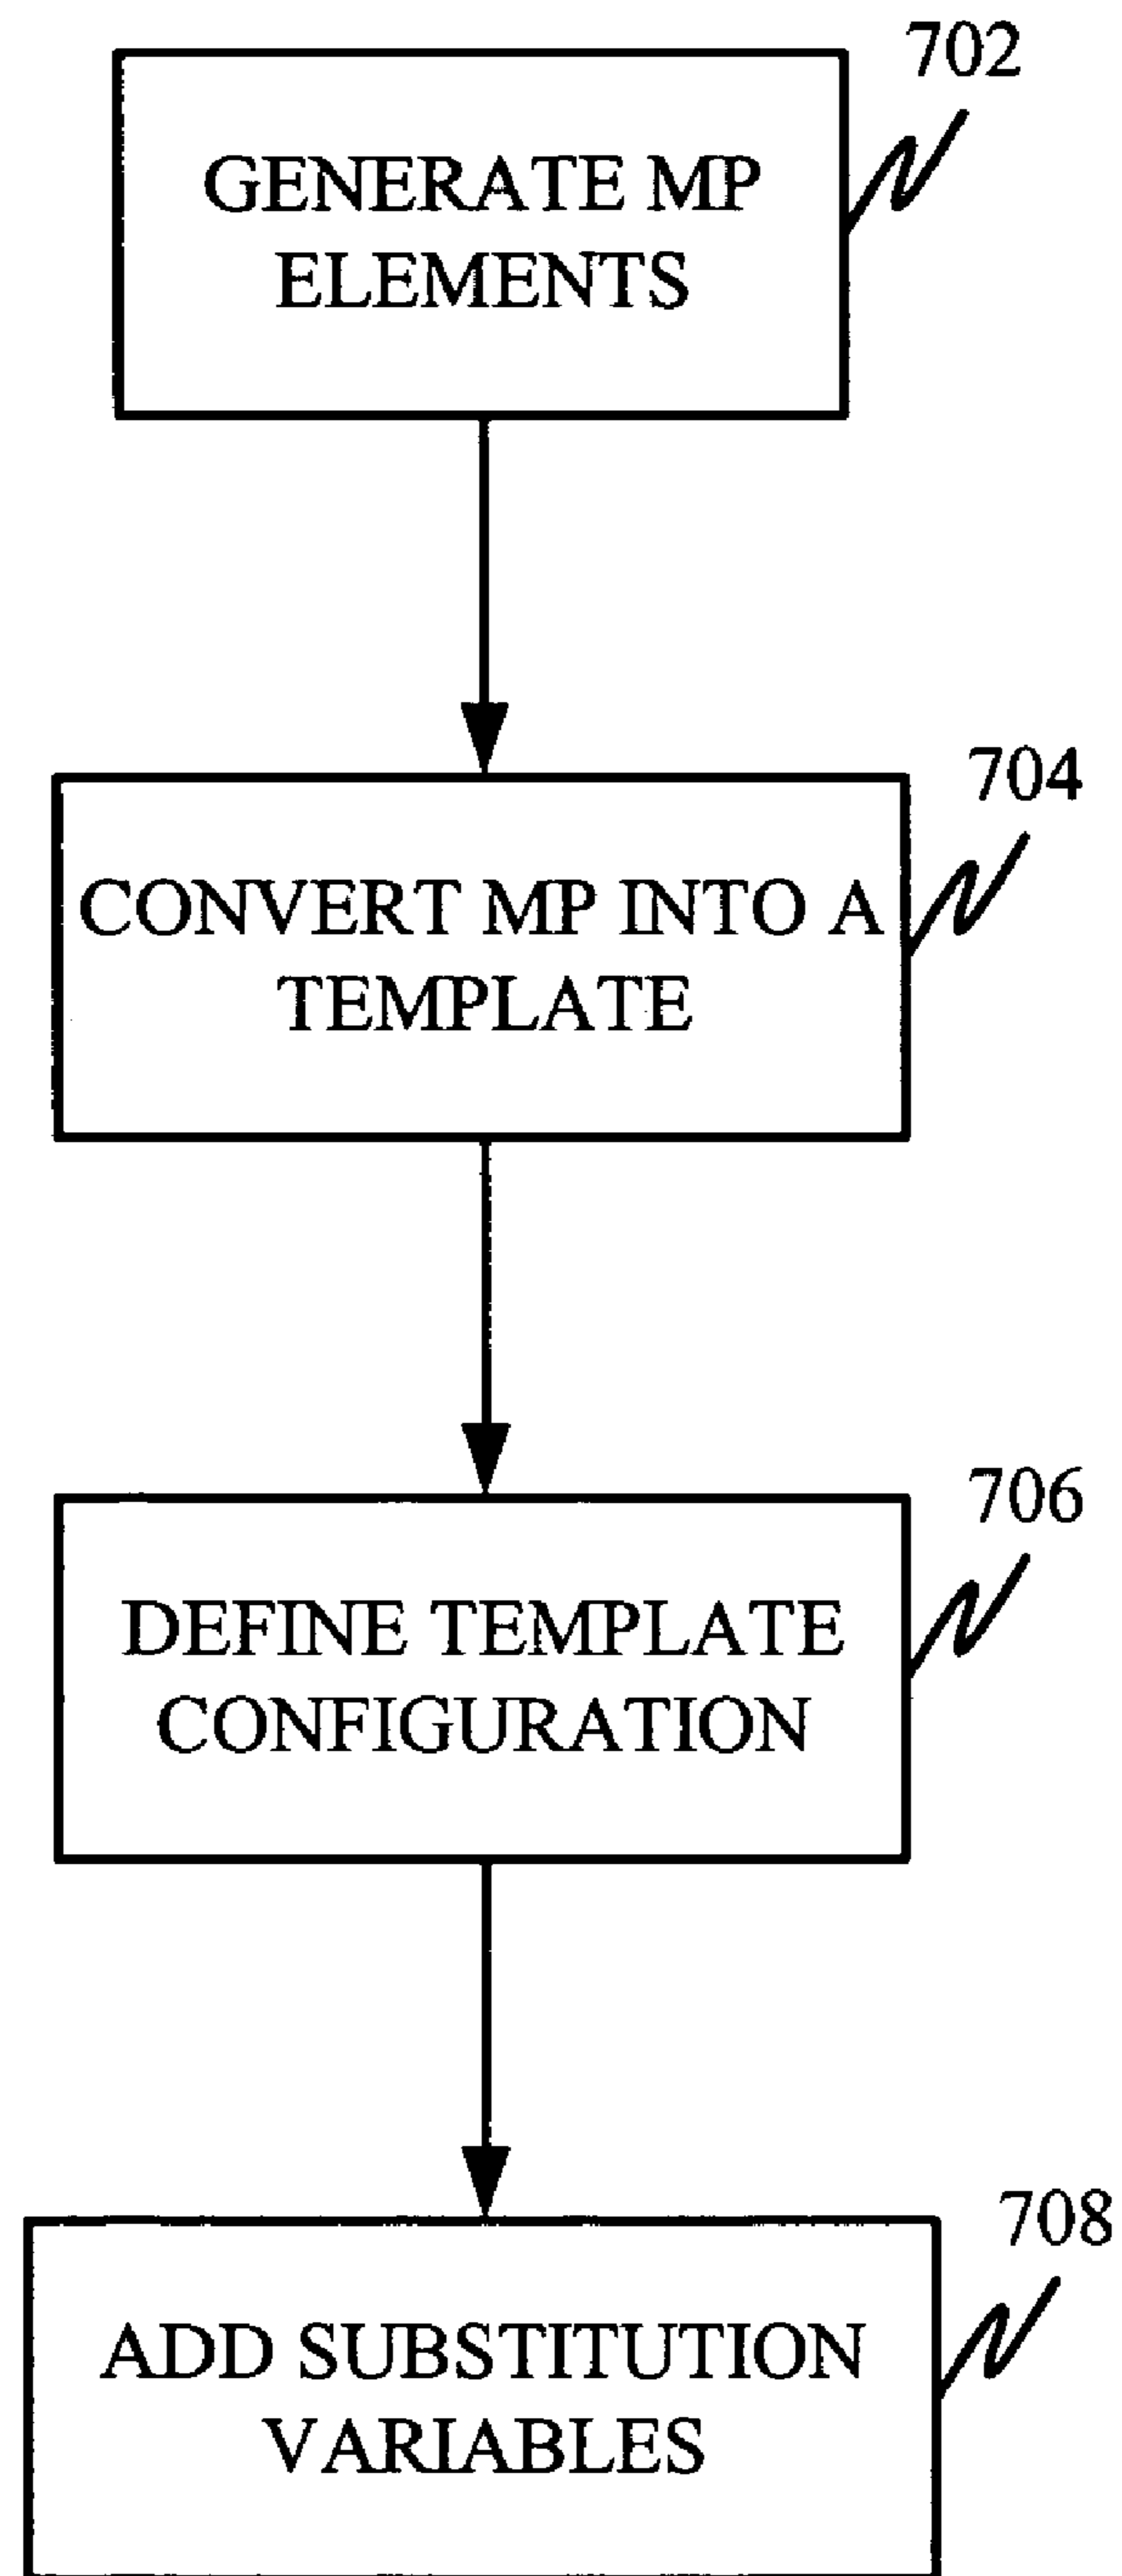 702
GENERATE MP
ELEMENTS
704
CONVERT MP INTO A
TEMPLATE
706
DEFINE TEMPLATE
CONFIGURATION
708
ADD SUBSTITUTION
VARIABLES